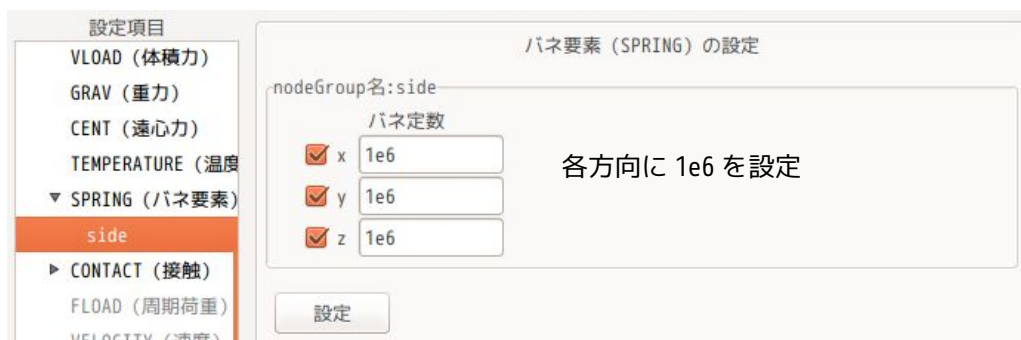 設定項目
VLOAD (体積力)
GRAV (重力)
CENT (遠心力)
TEMPERATURE (温度
▼ SPRING (バネ要素)
side
▶ CONTACT (接触)
FLOAD (周期荷重)
VELOCITY (速度)
バネ要素 (SPRING) の設定
nodeGroup名:side
バネ定数
x 1e6
y 1e6
z 1e6
各方向に 1e6 を設定
設定